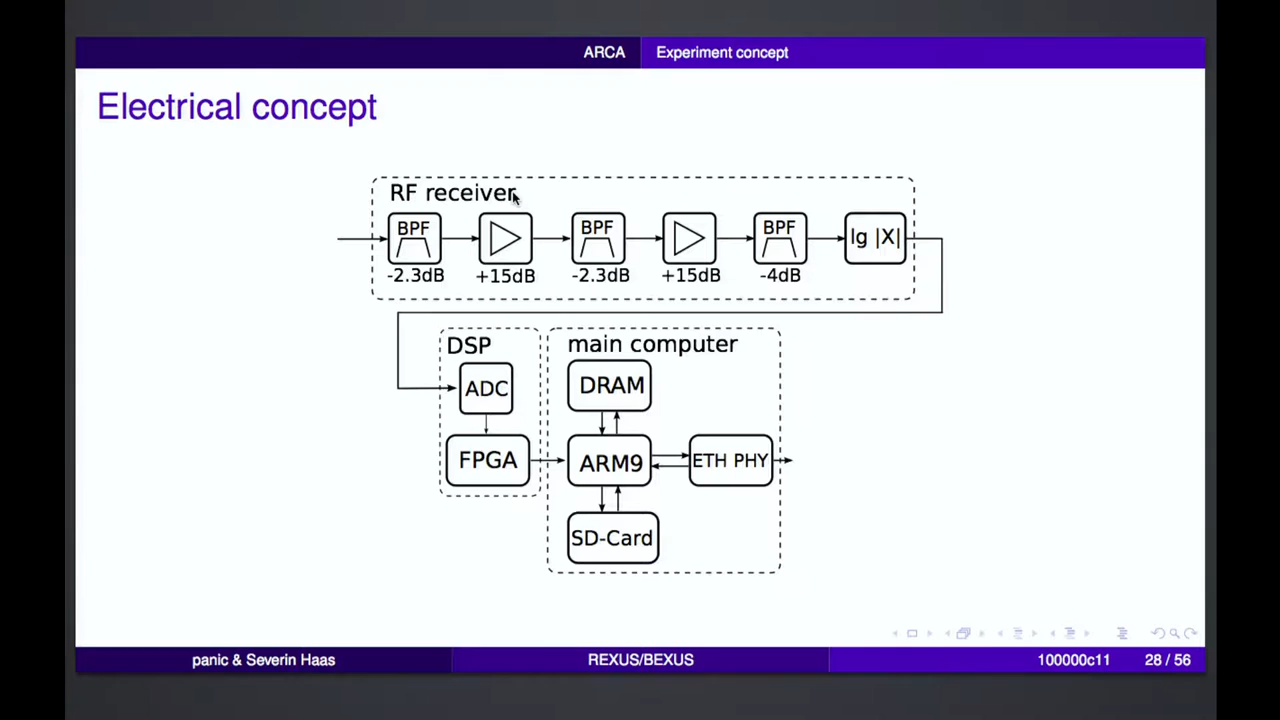 ARCA Experiment concept
Electrical concept
RF receiver
BPF BPF BPF lg |X|
-2.3dB +15dB -2.3dB +15dB -4dB
DSP main computer
ADC DRAM
FPGA ARM9 ETH PHY
SD-Card
panic & Severin Haas REXUS/BEXUS 100000c11 28 / 56